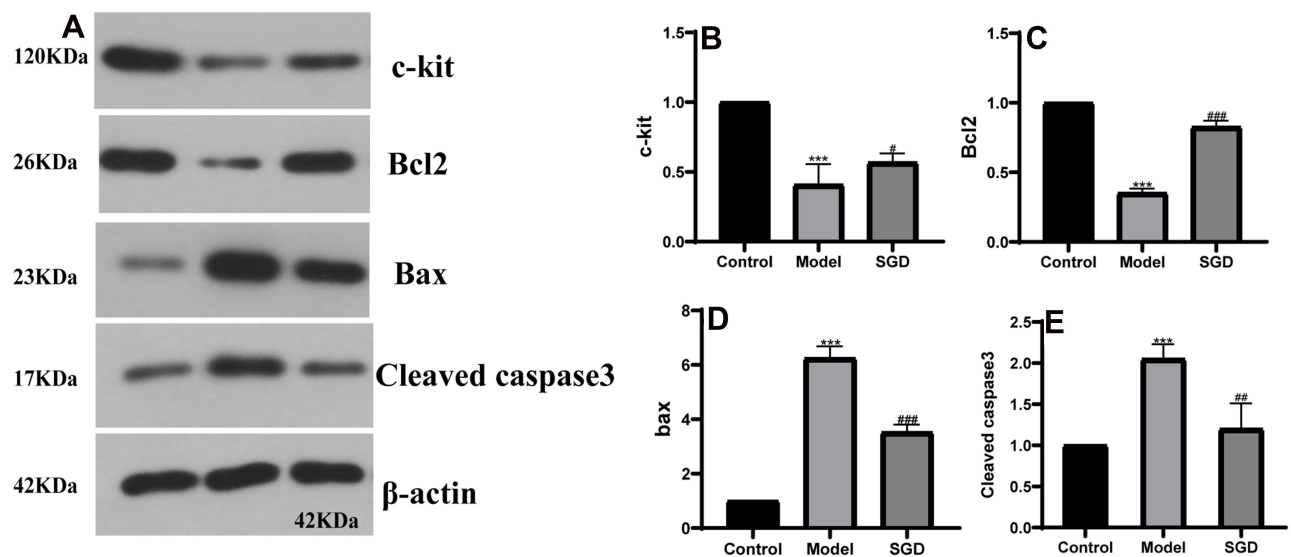 A
120KDa
c-kit
26KDa
Bcl2
23KDa
Bax
17KDa
Cleaved caspase3
42KDa
β-actin
42KDa
B
c-kit
1.5
1.0
0.5
0.0
***
#
Control Model SGD
C
Bcl2
1.5
1.0
0.5
0.0
***
###
Control Model SGD
D
bax
8
6
4
2
0
***
###
Control Model SGD
E
Cleaved caspase3
2.5
2.0
1.5
1.0
0.5
0.0
***
##
Control Model SGD